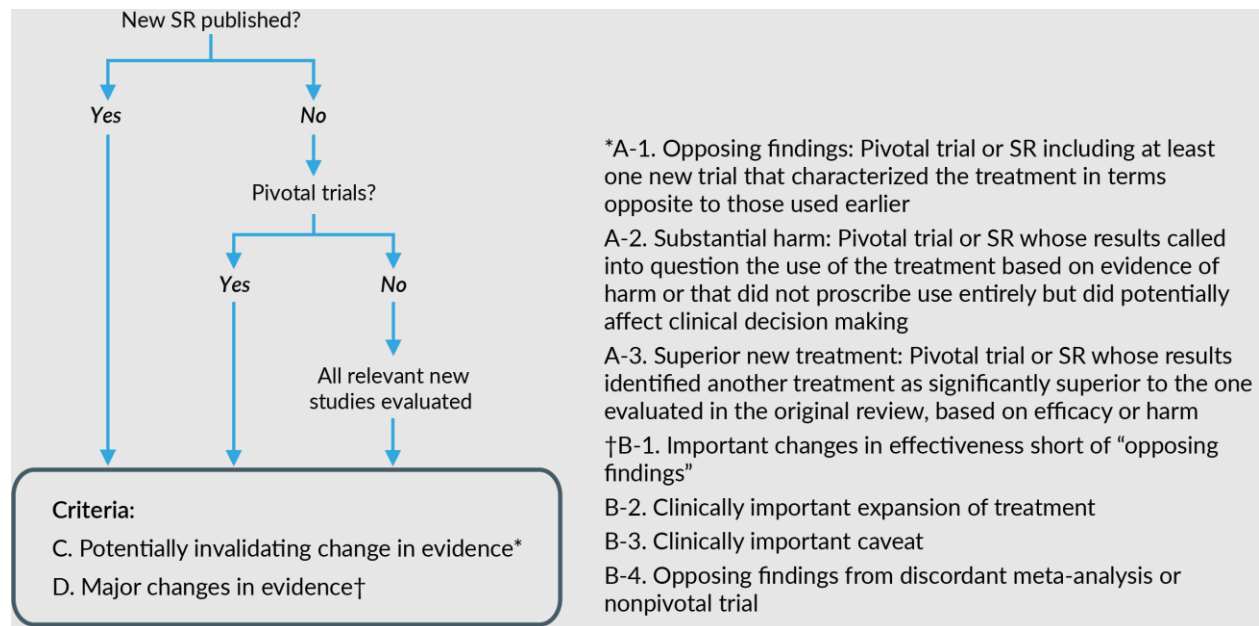 New SR published?
Yes
No
Pivotal trials?
Yes
No
All relevant new
studies evaluated
Criteria:
C. Potentially invalidating change in evidence*
D. Major changes in evidence†
*A-1. Opposing findings: Pivotal trial or SR including at least
one new trial that characterized the treatment in terms
opposite to those used earlier
A-2. Substantial harm: Pivotal trial or SR whose results called
into question the use of the treatment based on evidence of
harm or that did not proscribe use entirely but did potentially
affect clinical decision making
A-3. Superior new treatment: Pivotal trial or SR whose results
identified another treatment as significantly superior to the one
evaluated in the original review, based on efficacy or harm
†B-1. Important changes in effectiveness short of “opposing
findings”
B-2. Clinically important expansion of treatment
B-3. Clinically important caveat
B-4. Opposing findings from discordant meta-analysis or
nonpivotal trial